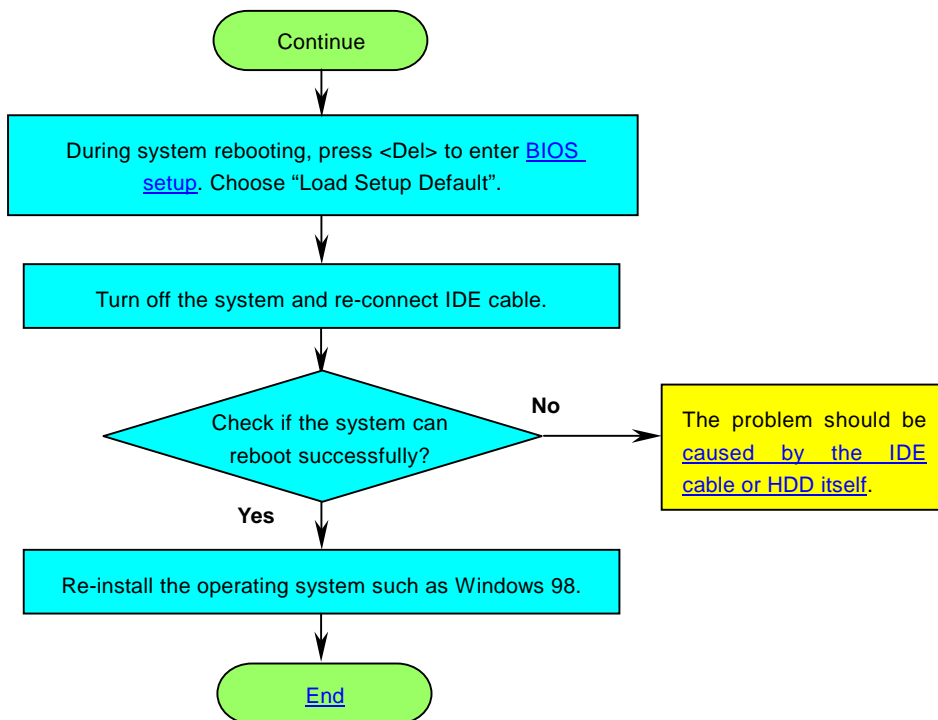 Continue
During system rebooting, press <Del> to enter BIOS
setup. Choose “Load Setup Default”.
Turn off the system and re-connect IDE cable.
Check if the system can
reboot successfully?
No
The problem should be
caused by the IDE
cable or HDD itself.
Yes
Re-install the operating system such as Windows 98.
End